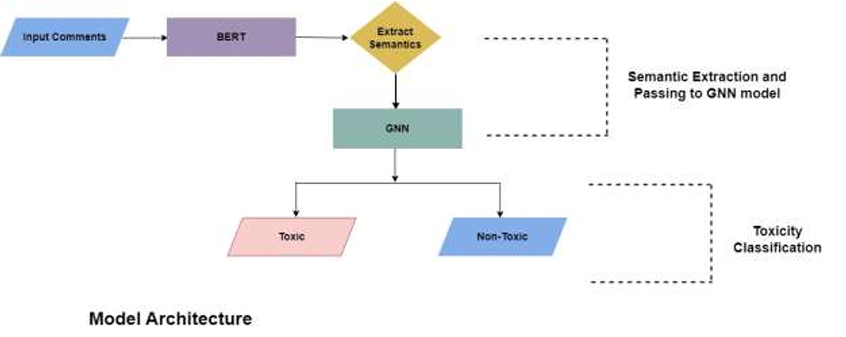 Input Comments
BERT
Extract
Semantics
Semantic Extraction and
Passing to GNN model
GNN
Toxic
Non-Toxic
Toxicity
Classification
Model Architecture